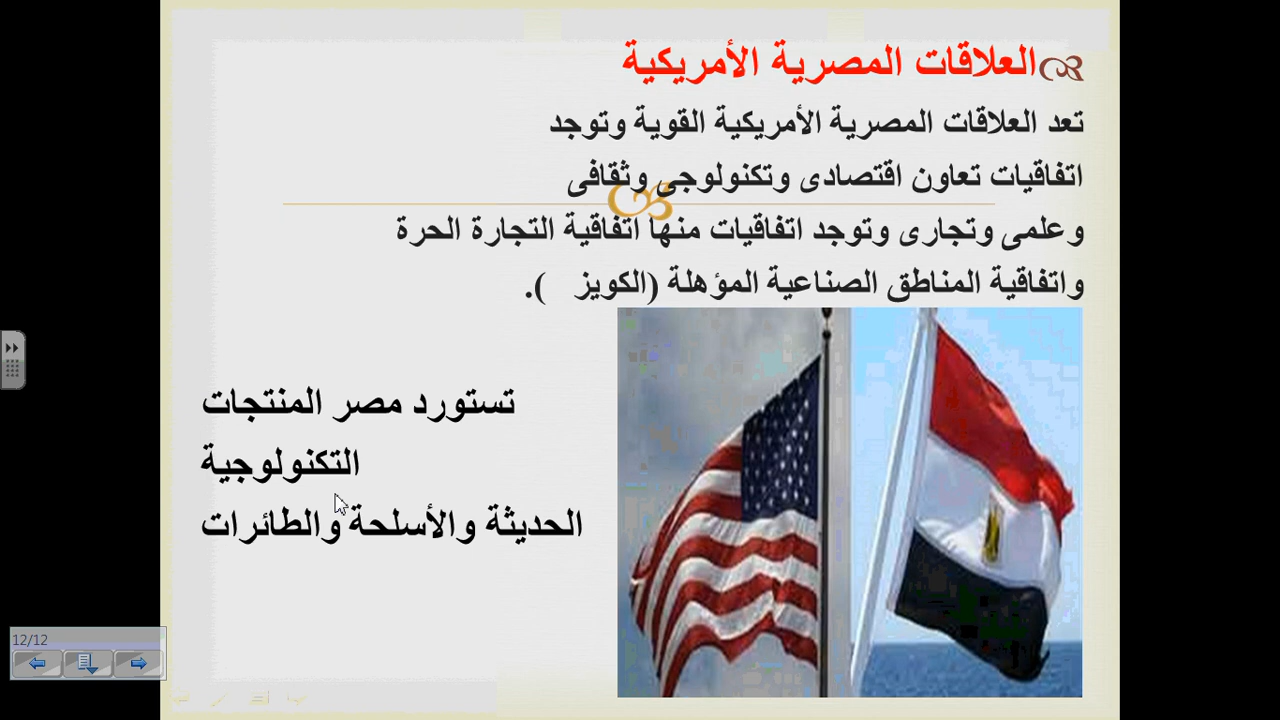 العلاقات المصرية الأمريكية
تعد العلاقات المصرية الأمريكية القوية وتوجد
اتفاقيات تعاون اقتصادى وتكنولوجى وثقافى
وعلمى وتجارى وتوجد اتفاقيات منها اتفاقية التجارة الحرة
واتفاقية المناطق الصناعية المؤهلة (الكويز ).
تستورد مصر المنتجات
التكنولوجية
الحديثة والأسلحة والطائرات
12/12